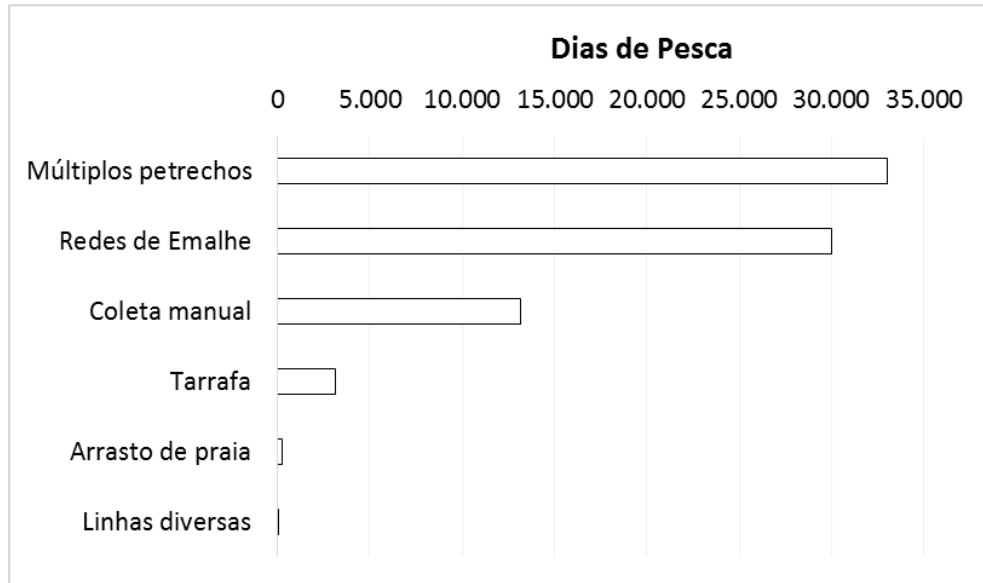 Dias de Pesca
0 5.000 10.000 15.000 20.000 25.000 30.000 35.000
Múltiplos petrechos
Redes de Emalhe
Coleta manual
Tarrafa
Arrasto de praia
Linhas diversas